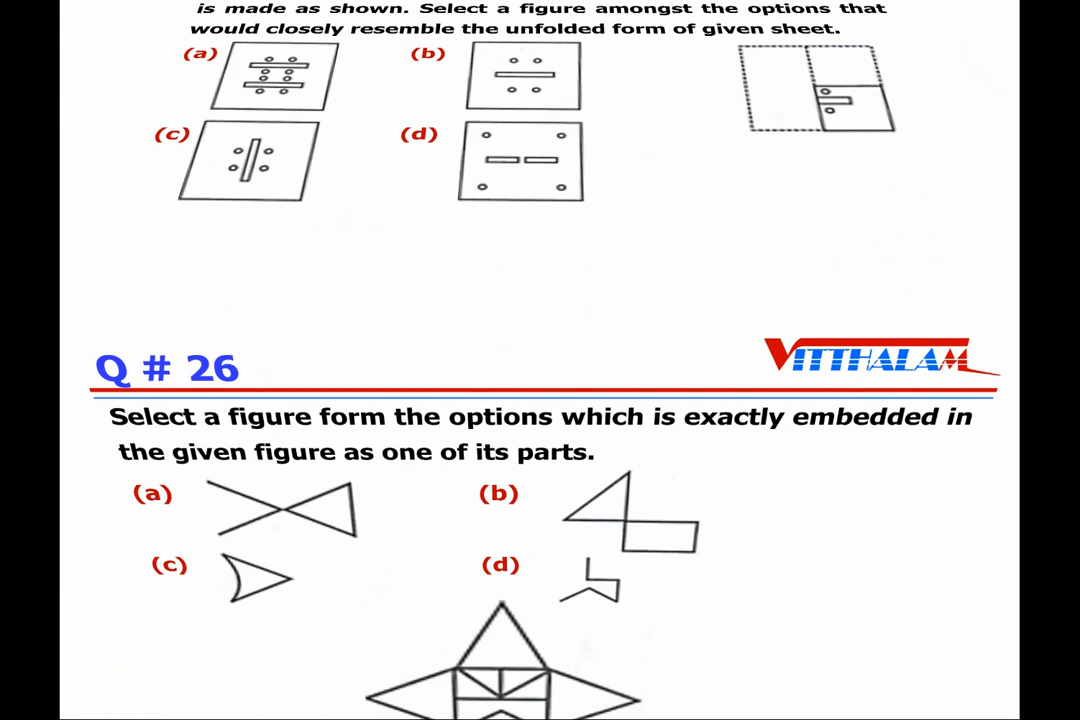 is made as shown. Select a figure amongst the options that
would closely resemble the unfolded form of given sheet.
(a)
(b)
(c)
(d)
Q # 26
VITTHALAM
Select a figure form the options which is exactly embedded in
the given figure as one of its parts.
(a)
(b)
(c)
(d)